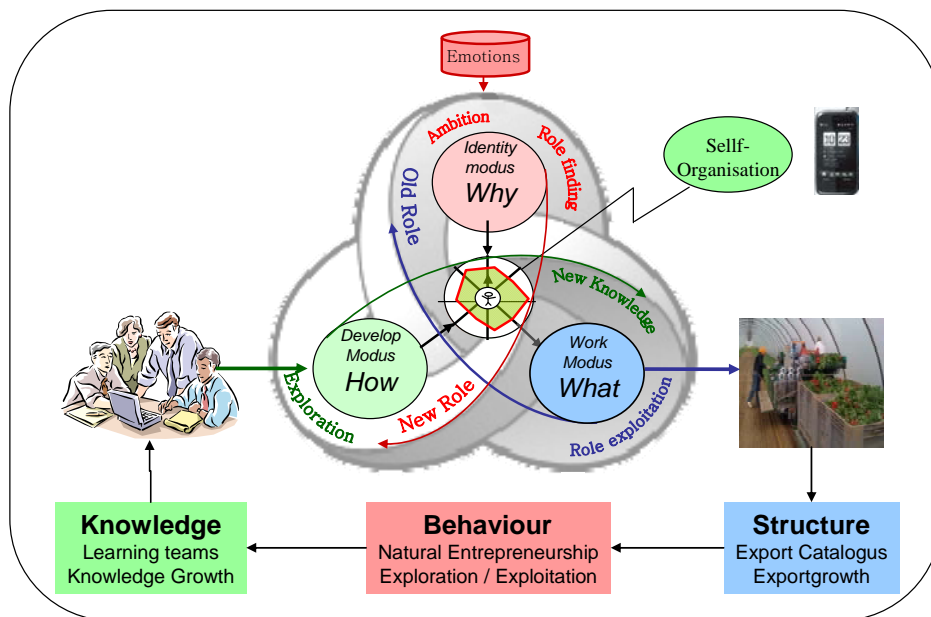 Emotions
Ambition
Role finding
Identity
modus
Why
Old Role
Sellf-
Organisation
New Knowledge
Develop
Modus
How
Work
Modus
What
Exploration
New Role
Role exploitation
Knowledge
Learning teams
Knowledge Growth
Behaviour
Natural Entrepreneurship
Exploration / Exploitation
Structure
Export Catalogus
Exportgrowth